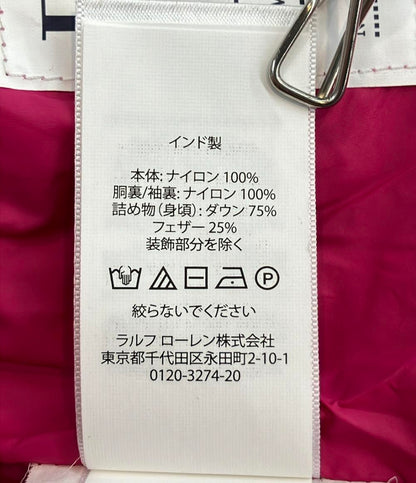 インド製
本体: ナイロン 100%
胴裏/袖裏: ナイロン 100%
詰め物 (身頃) : ダウン 75%
フェザー 25%
装飾部分を除く
P
絞らないでください
ラルフ ローレン株式会社
東京都千代田区永田町2-10-1
0120-3274-20